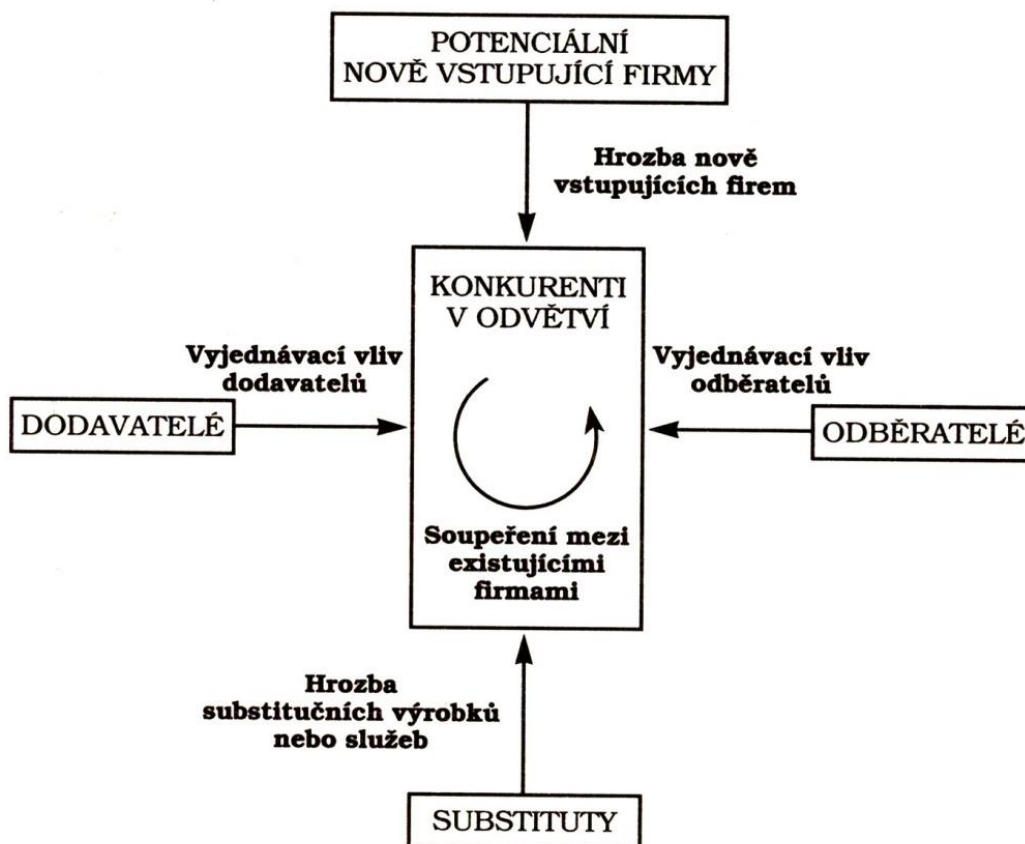 POTENCIÁLNÍ
NOVĚ VSTUPUJÍCÍ FIRMY
Hrozba nově
vstupujících firem
KONKURENTI
V ODVĚTVÍ
Vyjednávací vliv
dodavatelů
Vyjednávací vliv
odběratelů
DODAVATELÉ
ODBĚRATELÉ
Soupeření mezi
existujícími
firmami
Hrozba
substitučních výrobků
nebo služeb
SUBSTITUTY